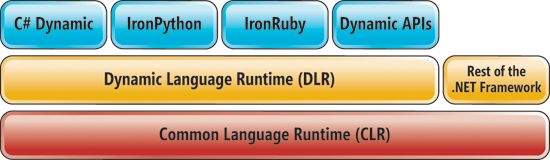 C# Dynamic
IronPython
IronRuby
Dynamic APIs
Dynamic Language Runtime (DLR)
Rest of the
.NET Framework
Common Language Runtime (CLR)